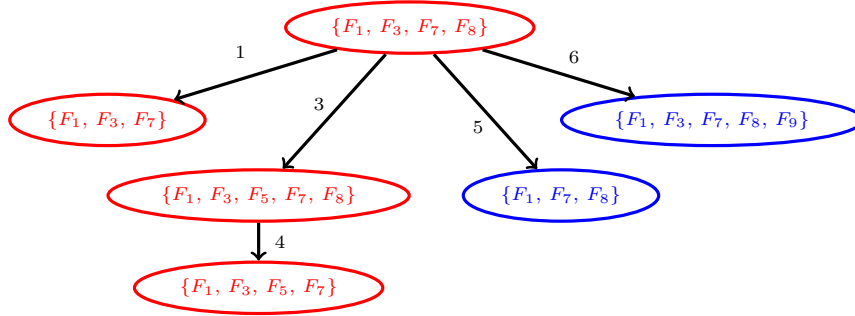 {F₁, F₃, F₇, F₈}
1
6
3
5
{F₁, F₃, F₇}
{F₁, F₃, F₇, F₈, F₉}
{F₁, F₃, F₅, F₇, F₈}
{F₁, F₇, F₈}
4
{F₁, F₃, F₅, F₇}